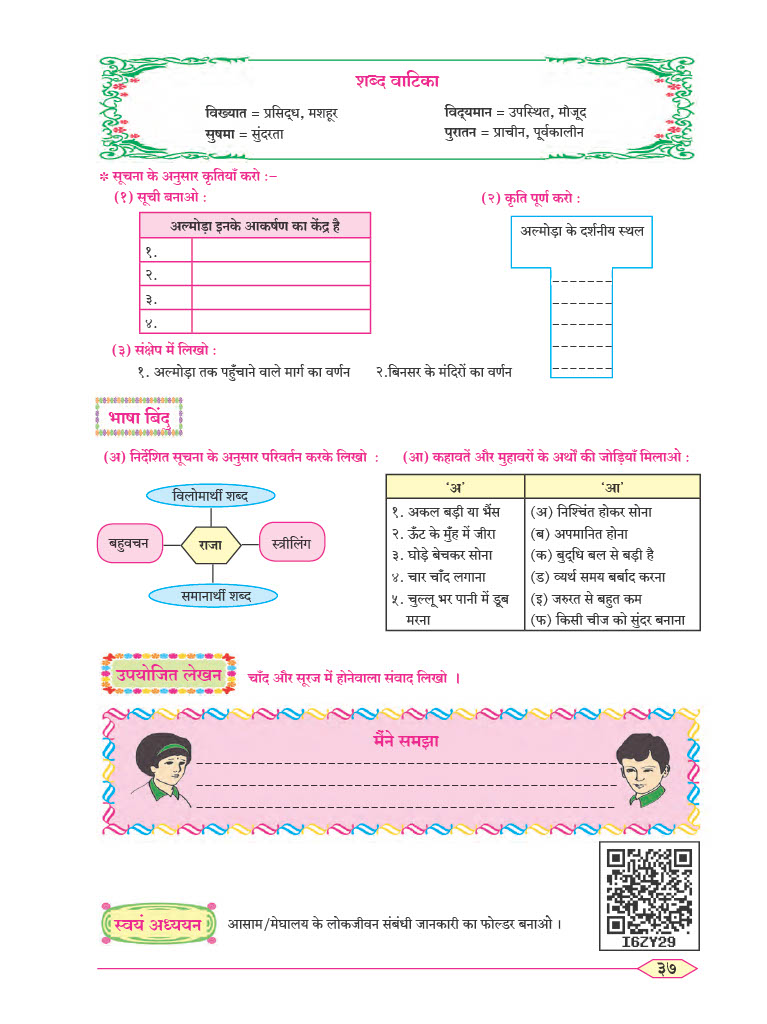 शब्द वाटिका
विख्यात = प्रसिद्ध, मशहूर
सुषमा = सुंदरता
विद्यमान = उपस्थित, मौजूद
पुरातन = प्राचीन, पूर्वकालीन
* सूचना के अनुसार कृतियाँ करो :-
(१) सूची बनाओ :
अल्मोड़ा इनके आकर्षण का केंद्र है
१.
२.
३.
४.
(२) कृति पूर्ण करो :
अल्मोड़ा के दर्शनीय स्थल
(३) संक्षेप में लिखो :
१. अल्मोड़ा तक पहुँचाने वाले मार्ग का वर्णन २.बिनसर के मंदिरों का वर्णन
भाषा बिंदु
(अ) निर्देशित सूचना के अनुसार परिवर्तन करके लिखो :
विलोमार्थी शब्द
बहुवचन
राजा
स्त्रीलिंग
समानार्थी शब्द
(आ) कहावतें और मुहावरों के अर्थों की जोड़ियाँ मिलाओ :
‘अ’ ‘आ’
१. अकल बड़ी या भैंस (अ) निश्चिंत होकर सोना
२. ऊँट के मुँह में जीरा (ब) अपमानित होना
३. घोड़े बेचकर सोना (क) बुद्धि बल से बड़ी है
४. चार चाँद लगाना (ड) व्यर्थ समय बर्बाद करना
५. चुल्लू भर पानी में डूब (इ) जरुरत से बहुत कम
मरना (फ) किसी चीज को सुंदर बनाना
उपयोजित लेखन
चाँद और सूरज में होनेवाला संवाद लिखो ।
मैंने समझा
स्वयं अध्ययन
आसाम/मेघालय के लोकजीवन संबंधी जानकारी का फोल्डर बनाओ ।
I6ZY29
३७